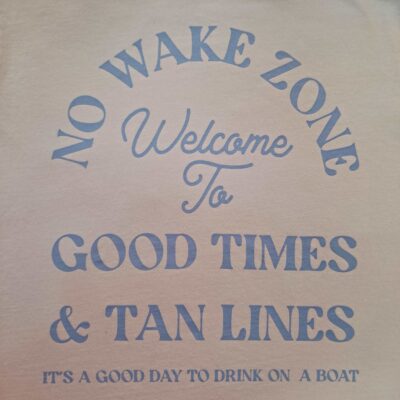 NO WAKE ZONE
Welcome
To
GOOD TIMES
& TAN LINES
IT'S A GOOD DAY TO DRINK ON A BOAT